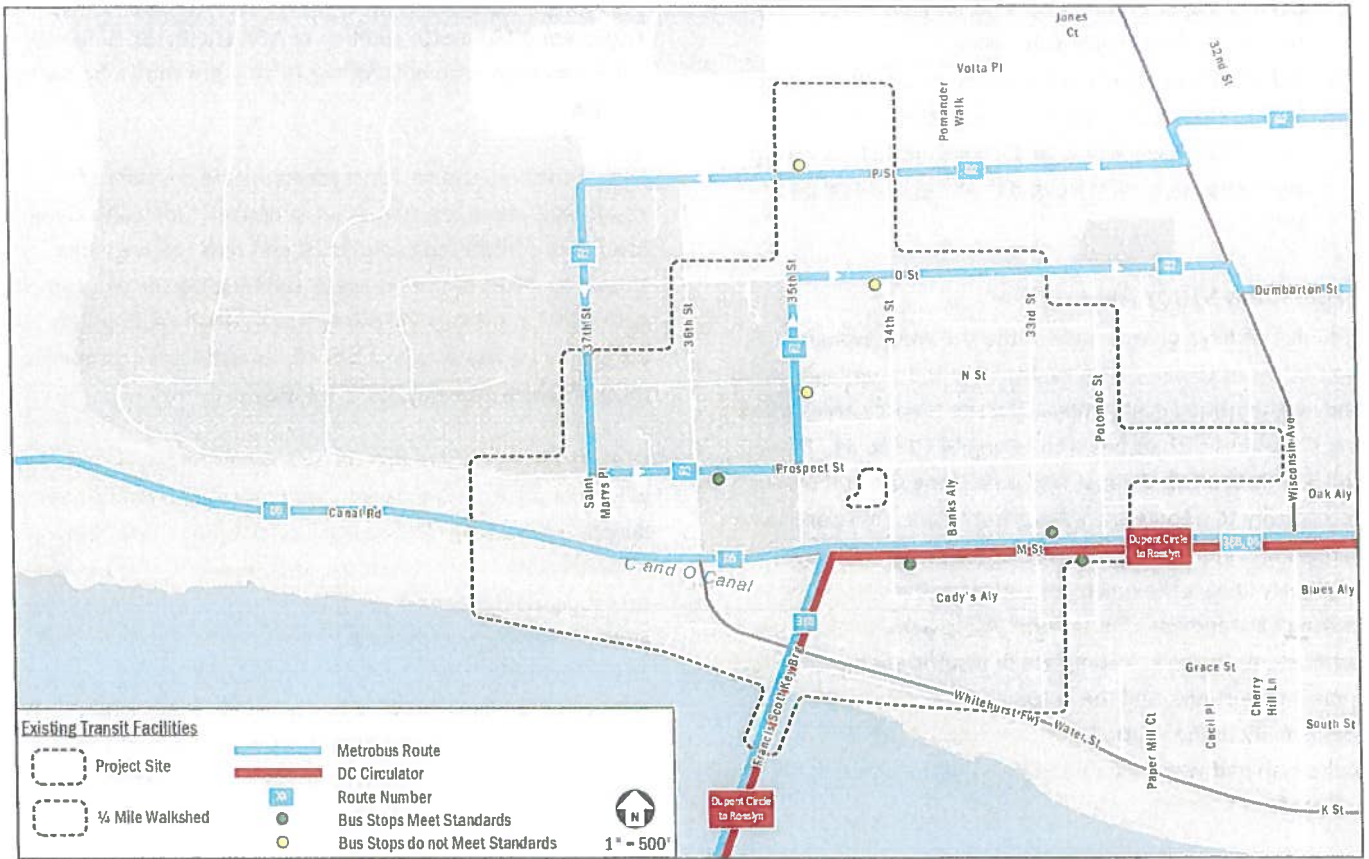 Jones
Ct
32nd St
Volta Pl
Pomander
Walk
P St
35th St
O St
37th St
36th St
34th St
33rd St
Dumbarton St
N St
Potomac St
Prospect St
Saint
Marys Pl
Banks Aly
Wisconsin Ave
Oak Aly
Canal Rd
M St
Dupont Circle
to Rosslyn
38B, D5
C and O Canal
Cady's Aly
Blues Aly
38B
Francis Scott Key Brg
Grace St
Cherry
Hill Ln
Whitehurst Fwy
Water St
Paper Mill Ct
Cecil Pl
South St
K St
Dupont Circle
to Rosslyn
Existing Transit Facilities
Project Site
¼ Mile Walkshed
Metrobus Route
DC Circulator
Route Number
Bus Stops Meet Standards
Bus Stops do not Meet Standards
N
1" = 500'